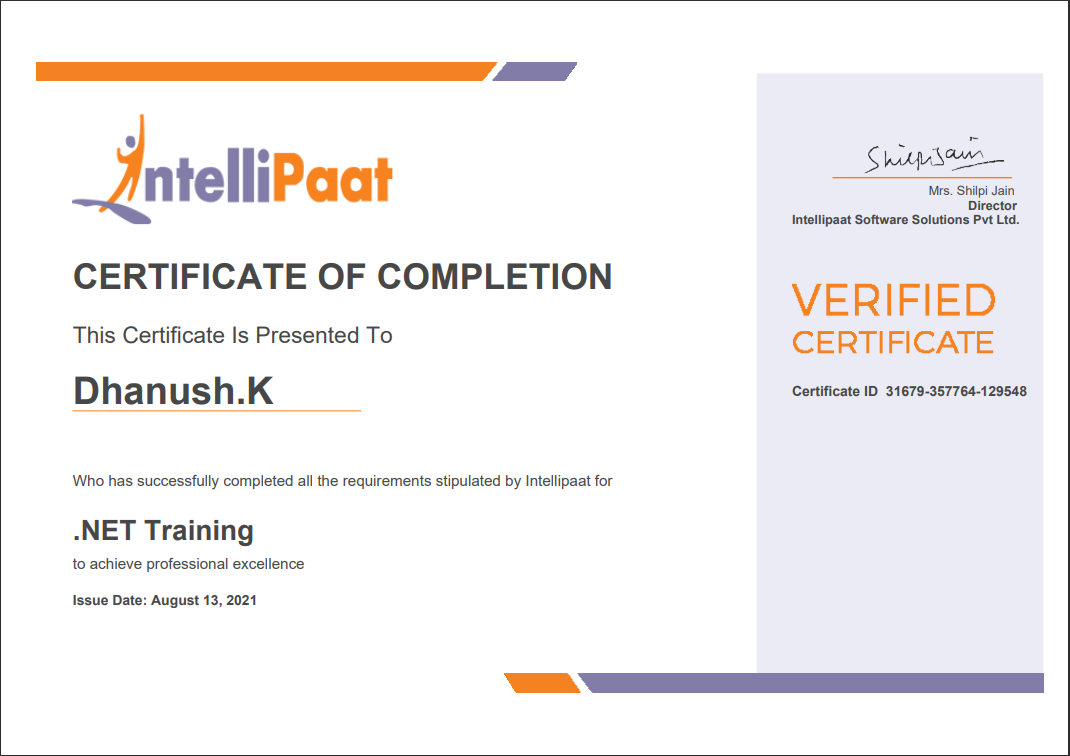 IntelliPaat
CERTIFICATE OF COMPLETION
This Certificate Is Presented To
Dhanush.K
Who has successfully completed all the requirements stipulated by Intellipaat for
.NET Training
to achieve professional excellence
Issue Date: August 13, 2021
Shilpi Jain
Mrs. Shilpi Jain
Director
Intellipaat Software Solutions Pvt Ltd.
VERIFIED
CERTIFICATE
Certificate ID 31679-357764-129548